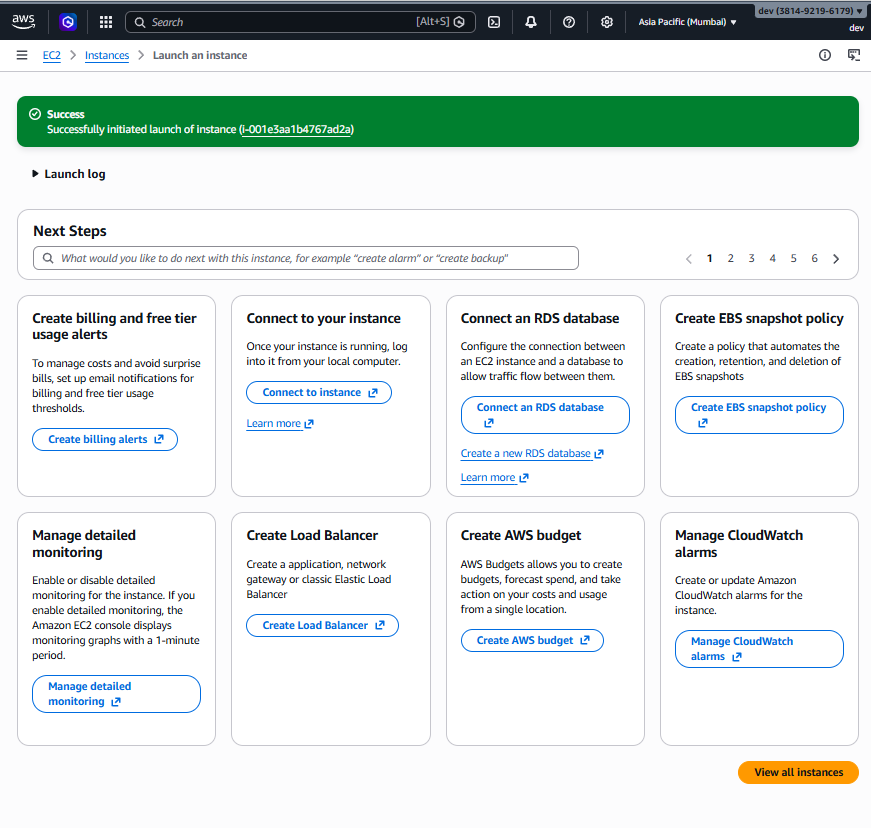 aws
Search
[Alt+S]
Asia Pacific (Mumbai)
dev (3814-9219-6179)
dev
EC2
Instances
Launch an instance
Success
Successfully initiated launch of instance (i-001e3aa1b4767ad2a)
Launch log
Next Steps
What would you like to do next with this instance, for example "create alarm" or "create backup"
1 2 3 4 5 6
Create billing and free tier
usage alerts
To manage costs and avoid surprise
bills, set up email notifications for
billing and free tier usage
thresholds.
Create billing alerts
Connect to your instance
Once your instance is running, log
into it from your local computer.
Connect to instance
Learn more
Connect an RDS database
Configure the connection between
an EC2 instance and a database to
allow traffic flow between them.
Connect an RDS database
Create a new RDS database
Learn more
Create EBS snapshot policy
Create a policy that automates the
creation, retention, and deletion of
EBS snapshots
Create EBS snapshot policy
Manage detailed
monitoring
Enable or disable detailed
monitoring for the instance. If you
enable detailed monitoring, the
Amazon EC2 console displays
monitoring graphs with a 1-minute
period.
Manage detailed
monitoring
Create Load Balancer
Create a application, network
gateway or classic Elastic Load
Balancer
Create Load Balancer
Create AWS budget
AWS Budgets allows you to create
budgets, forecast spend, and take
action on your costs and usage
from a single location.
Create AWS budget
Manage CloudWatch
alarms
Create or update Amazon
CloudWatch alarms for the
instance.
Manage CloudWatch
alarms
View all instances